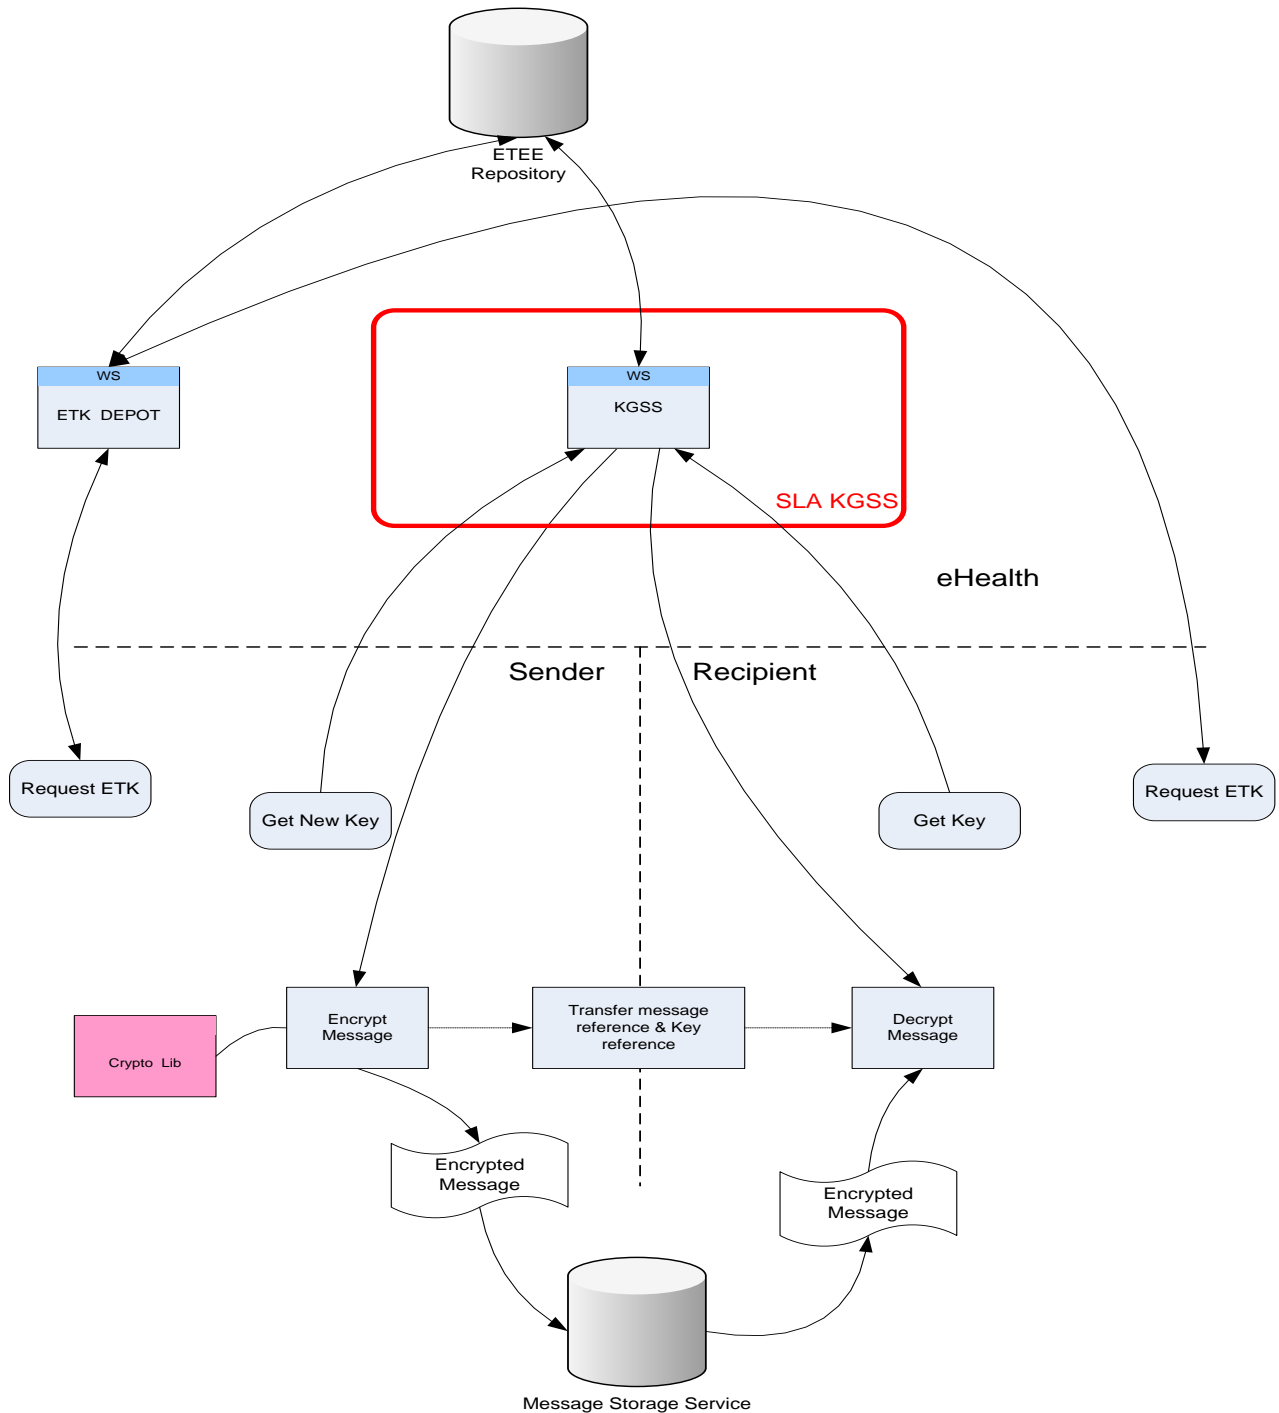 ETEE
Repository
WS
ETK DEPOT
WS
KGSS
SLA KGSS
eHealth
Sender
Recipient
Request ETK
Get New Key
Get Key
Request ETK
Crypto Lib
Encrypt
Message
Transfer message
reference & Key
reference
Decrypt
Message
Encrypted
Message
Encrypted
Message
Message Storage Service